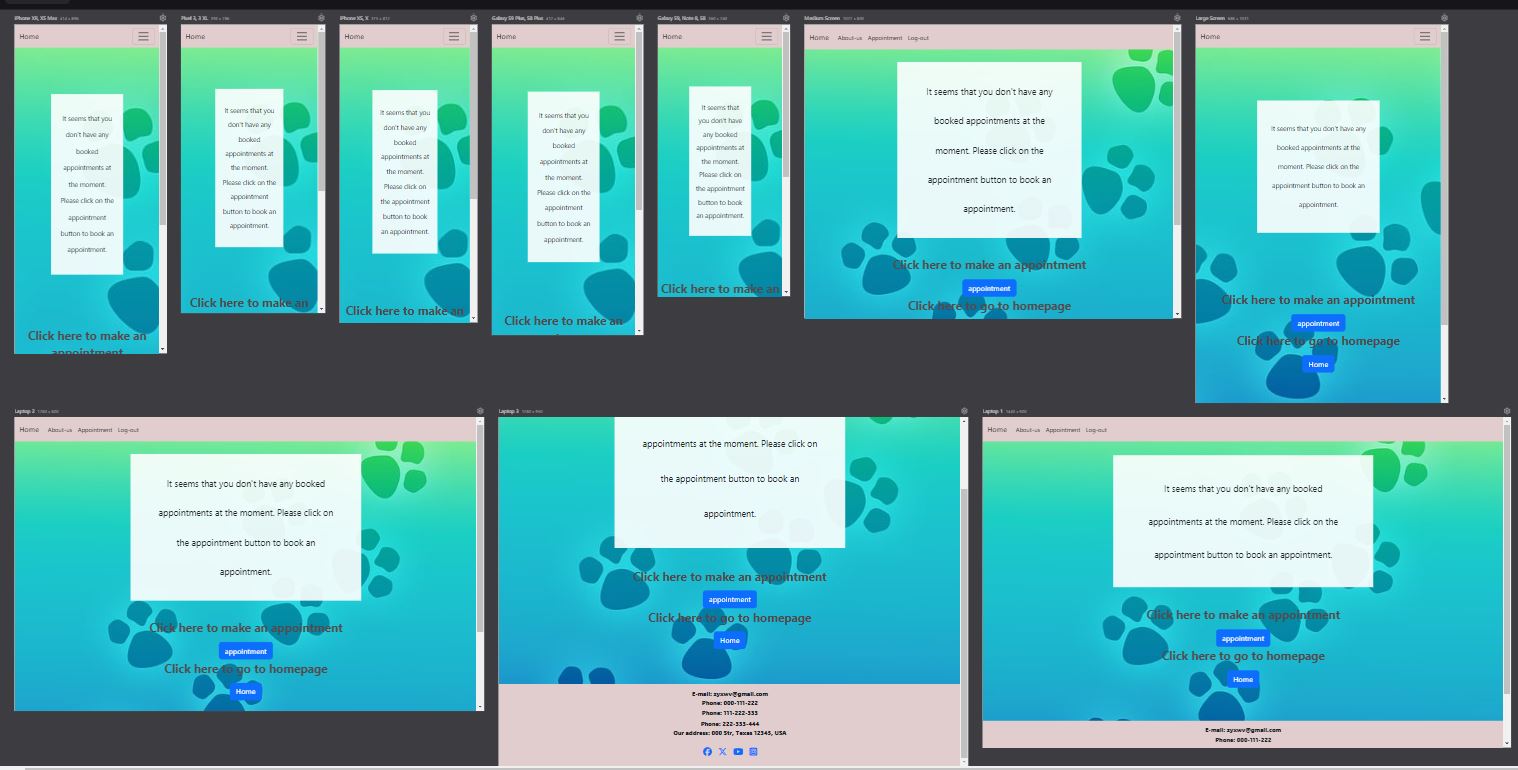 iPhone XR, XS Max 414 x 896
Home
It seems that you
don't have any
booked
appointments at
the moment.
Please click on the
appointment
button to book an
appointment.
Click here to make an
appointment
Pixel 3, 3 XL
Home
It seems that you
don't have any
booked
appointments at
the moment.
Please click on the
appointment
button to book an
appointment.
Click here to make an
iPhone XS, X 375 x 812
Home
It seems that you
don't have any
booked
appointments at
the moment.
Please click on
the appointment
button to book
an appointment.
Click here to make an
Galaxy S9 Plus, S8 Plus
Home
It seems that you
don't have any
booked
appointments at
the moment.
Please click on the
appointment
button to book an
appointment.
Click here to make an
Galaxy S9, Note 8, S8
Home
It seems that
you don't have
any booked
appointments at
the moment.
Please click on
the appointment
button to book
an appointment.
Click here to make an
Medium Screen
Home About-us Appointment Log-out
It seems that you don't have any
booked appointments at the
moment. Please click on the
appointment button to book an
appointment.
Click here to make an appointment
appointment
Click here to go to homepage
Large Screen
Home
It seems that you don't have any
booked appointments at the
moment. Please click on the
appointment button to book an
appointment.
Click here to make an appointment
appointment
Click here to go to homepage
Home
Laptop 2
Home About-us Appointment Log-out
It seems that you don't have any booked
appointments at the moment. Please click on
the appointment button to book an
appointment.
Click here to make an appointment
appointment
Click here to go to homepage
Home
Laptop 3
appointments at the moment. Please click on
the appointment button to book an
appointment.
Click here to make an appointment
appointment
Click here to go to homepage
Home
E-mail: zyxwv@gmail.com
Phone: 000-111-222
Phone: 111-222-333
Phone: 222-333-444
Our address: 000 Str, Texas 12345, USA
Laptop 1
Home About-us Appointment Log-out
It seems that you don't have any booked
appointments at the moment. Please click on the
appointment button to book an appointment.
Click here to make an appointment
appointment
Click here to go to homepage
Home
E-mail: zyxwv@gmail.com
Phone: 000-111-222